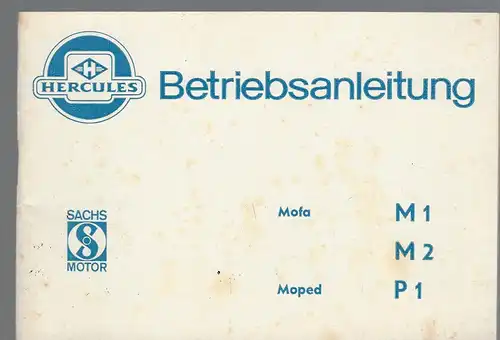 H
HERCULES
Betriebsanleitung
SACHS
S
MOTOR
Mofa M 1
M 2
Moped P 1